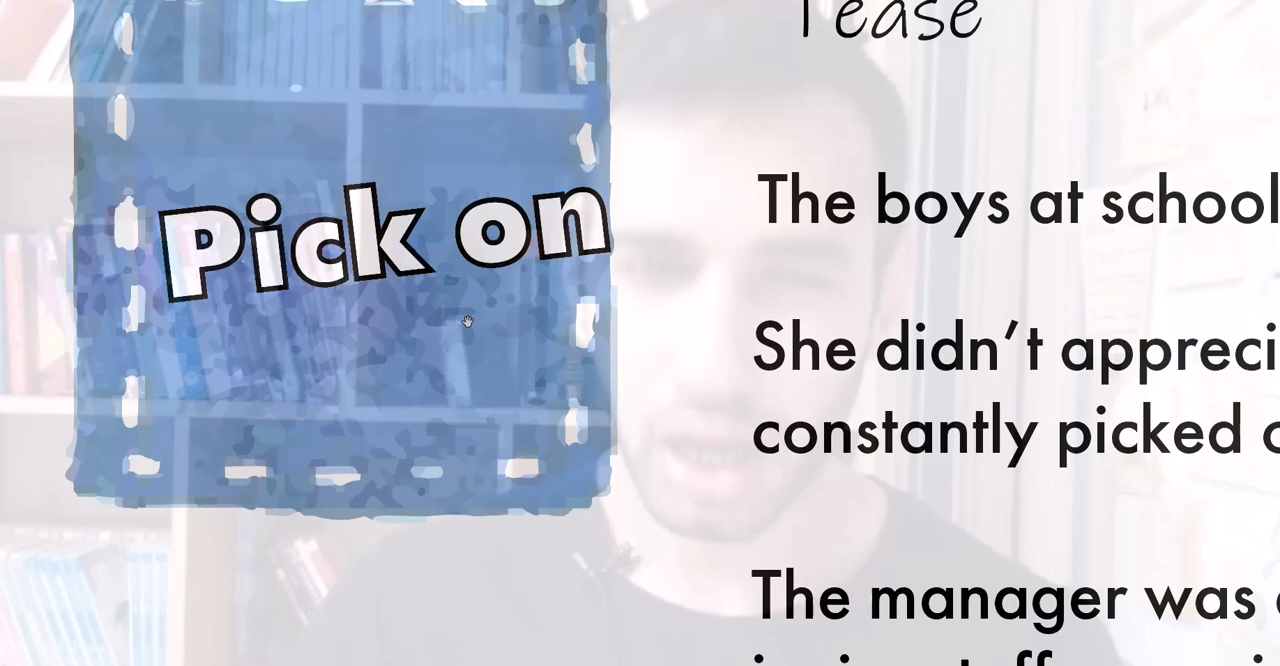 Tease
Pick on
The boys at school
She didn’t appreci
constantly picked
The manager was